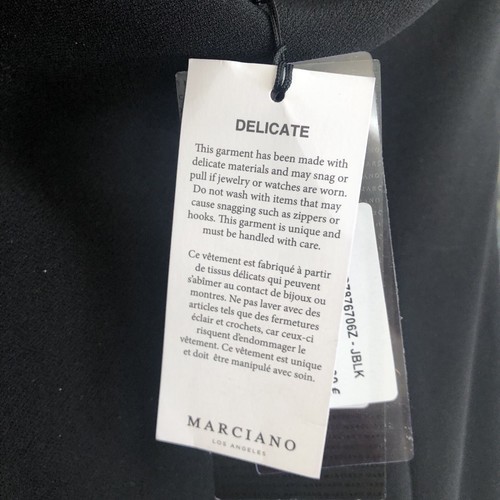 DELICATE
This garment has been made with
delicate materials and may snag or
pull if jewelry or watches are worn.
Do not wash with items that may
cause snagging such as zippers or
hooks. This garment is unique and
must be handled with care.
Ce vêtement est fabriqué à partir
de tissus délicats qui peuvent
s'abîmer au contact de bijoux ou
montres. Ne pas laver avec des
articles tels que des fermetures
éclair et crochets, car ceux-ci
risquent d'endommager le
vêtement. Ce vêtement est unique
et doit être manipulé avec soin.
MARCIANO
LOS ANGELES
7876706Z - JBLK